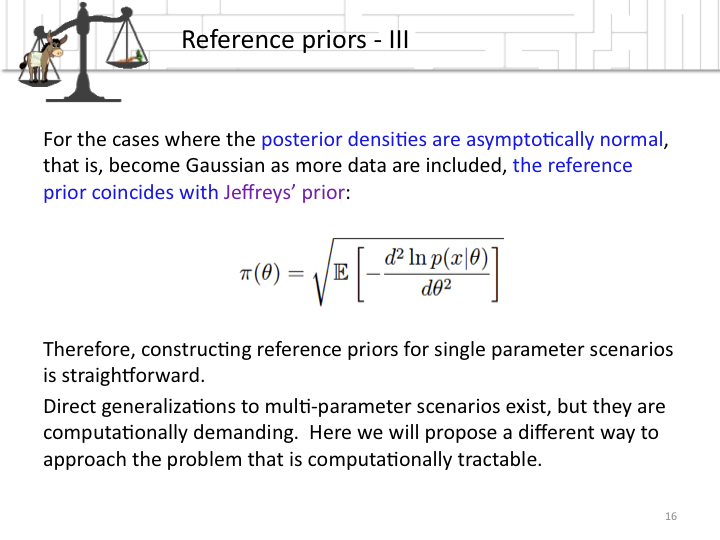 Reference priors - III
For the cases where the posterior densities are asymptotically normal,
that is, become Gaussian as more data are included, the reference
prior coincides with Jeffreys’ prior:
π(θ) = √(𝔼[−d² ln p(x|θ)/dθ²])
Therefore, constructing reference priors for single parameter scenarios
is straightforward.
Direct generalizations to multi-parameter scenarios exist, but they are
computationally demanding.  Here we will propose a different way to
approach the problem that is computationally tractable.
16